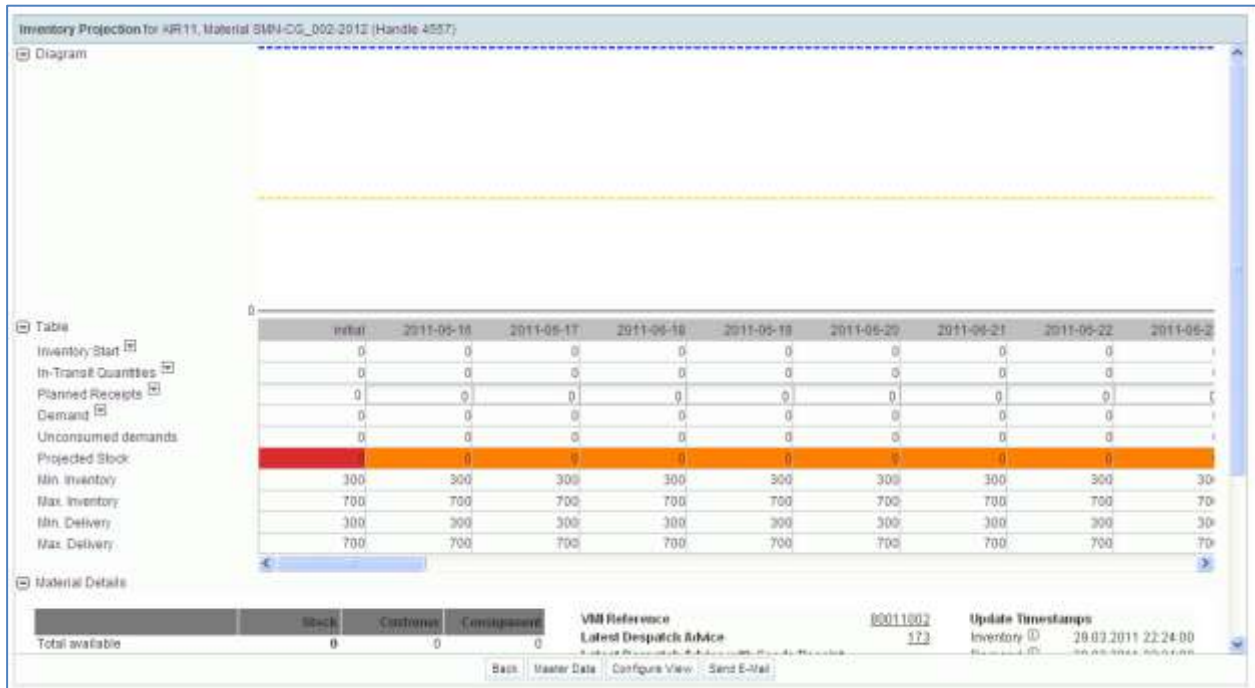 Inventory Projection for AIR11, Material SMN-CG_002-2012 (Handle 4557)
Diagram
0
Table
Initial 2011-06-16 2011-06-17 2011-06-18 2011-06-19 2011-06-20 2011-06-21 2011-06-22 2011-06-2
Inventory Start 0 0 0 0 0 0 0 0
In-Transit Quantities 0 0 0 0 0 0 0 0
Planned Receipts 0 0 0 0 0 0 0 0
Demand 0 0 0 0 0 0 0 0
Unconsumed demands 0 0 0 0 0 0 0 0
Projected Stock 0 0 0 0 0 0 0 0
Min. Inventory 300 300 300 300 300 300 300 300 30
Max. Inventory 700 700 700 700 700 700 700 700 70
Min. Delivery 300 300 300 300 300 300 300 300 30
Max. Delivery 700 700 700 700 700 700 700 700 70
Material Details
Stock Customer Consignment
Total available 0 0 0
VMI Reference 80011002
Latest Despatch Advice 173
Update Timestamps
Inventory 29.03.2011 22:24:00
Back Master Data Configure View Send E-Mail